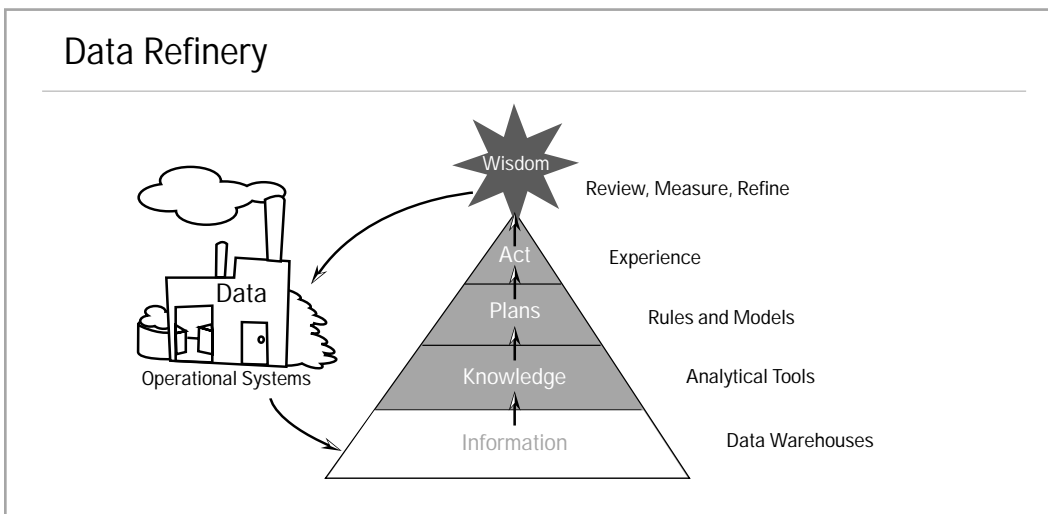 Data Refinery
Wisdom
Review, Measure, Refine
Act
Experience
Data
Plans
Rules and Models
Operational Systems
Knowledge
Analytical Tools
Information
Data Warehouses